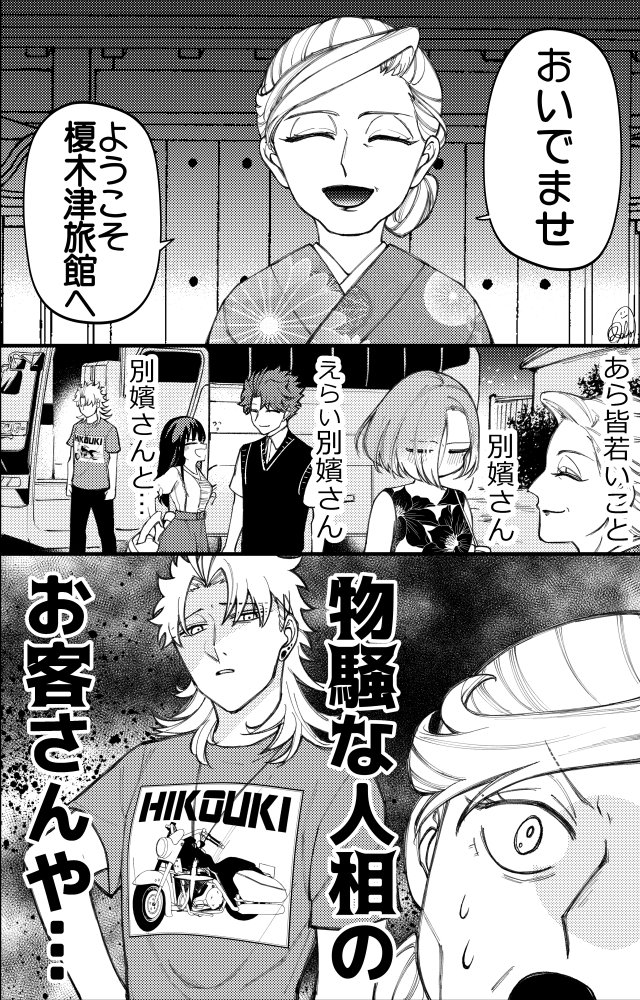 おいでませ
ようこそ
榎木津旅館へ
あら皆若いこと
別嬪さん
えらい別嬪さん
別嬪さんと…
HIKOUKI
物騒な人相の
お客さんや…
HIKOUKI